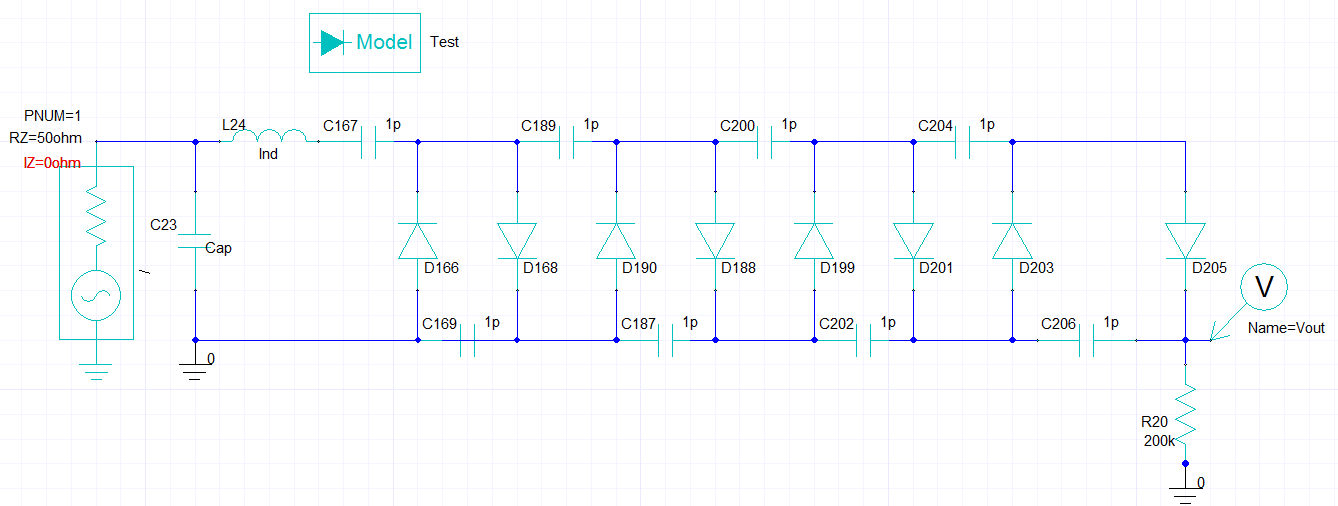 Model
Test
PNUM=1
RZ=50ohm
IZ=0ohm
L24
Ind
C167
1p
C189
1p
C200
1p
C204
1p
C23
Cap
D166
D168
D190
D188
D199
D201
D203
D205
V
Name=Vout
C169
1p
C187
1p
C202
1p
C206
1p
0
R20
200k
0